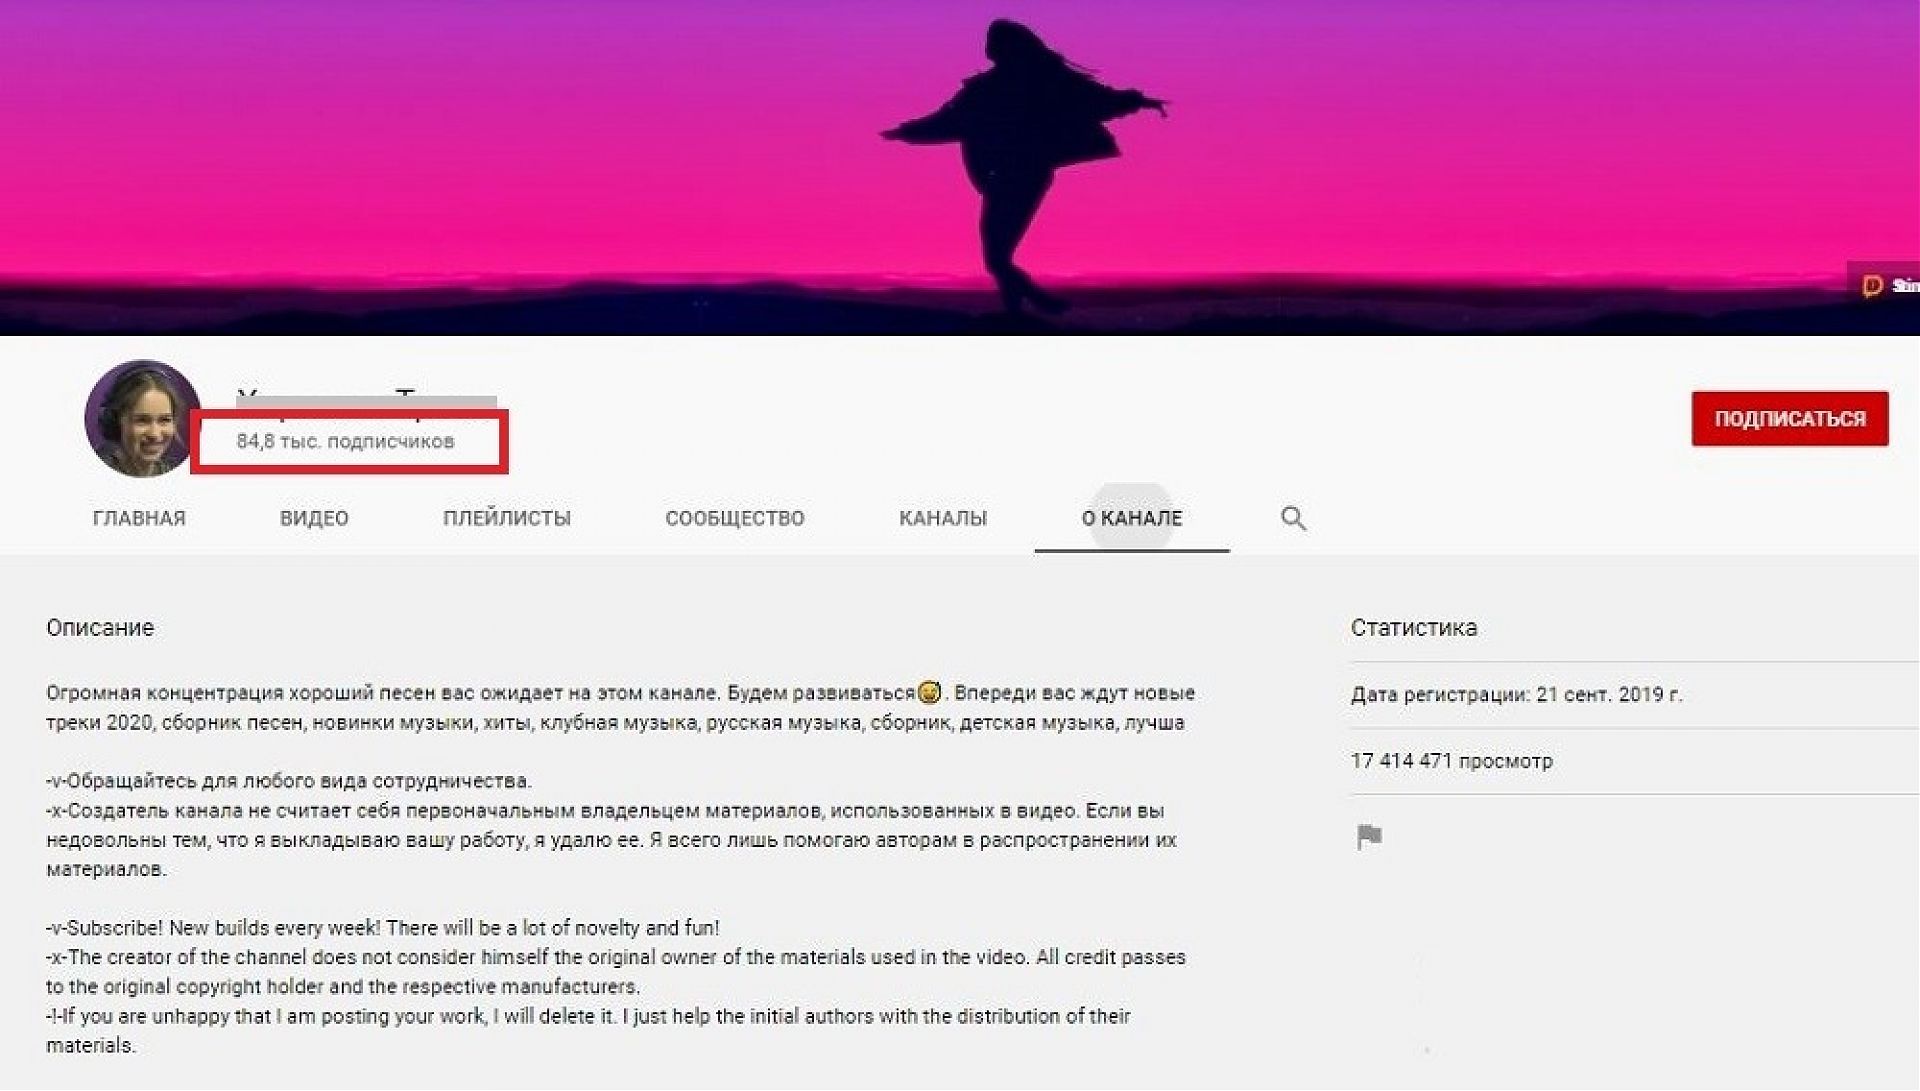 84,8 тыс. подписчиков
ПОДПИСАТЬСЯ
ГЛАВНАЯ
ВИДЕО
ПЛЕЙЛИСТЫ
СООБЩЕСТВО
КАНАЛЫ
О КАНАЛЕ
Описание
Огромная концентрация хороший песен вас ожидает на этом канале. Будем развиваться😅. Впереди вас ждут новые
треки 2020, сборник песен, новинки музыки, хиты, клубная музыка, русская музыка, сборник, детская музыка, лучша
-v-Обращайтесь для любого вида сотрудничества.
-x-Создатель канала не считает себя первоначальным владельцем материалов, использованных в видео. Если вы
недовольны тем, что я выкладываю вашу работу, я удалю ее. Я всего лишь помогаю авторам в распространении их
материалов.
-v-Subscribe! New builds every week! There will be a lot of novelty and fun!
-x-The creator of the channel does not consider himself the original owner of the materials used in the video. All credit passes
to the original copyright holder and the respective manufacturers.
-!-If you are unhappy that I am posting your work, I will delete it. I just help the initial authors with the distribution of their
materials.
Статистика
Дата регистрации: 21 сент. 2019 г.
17 414 471 просмотр